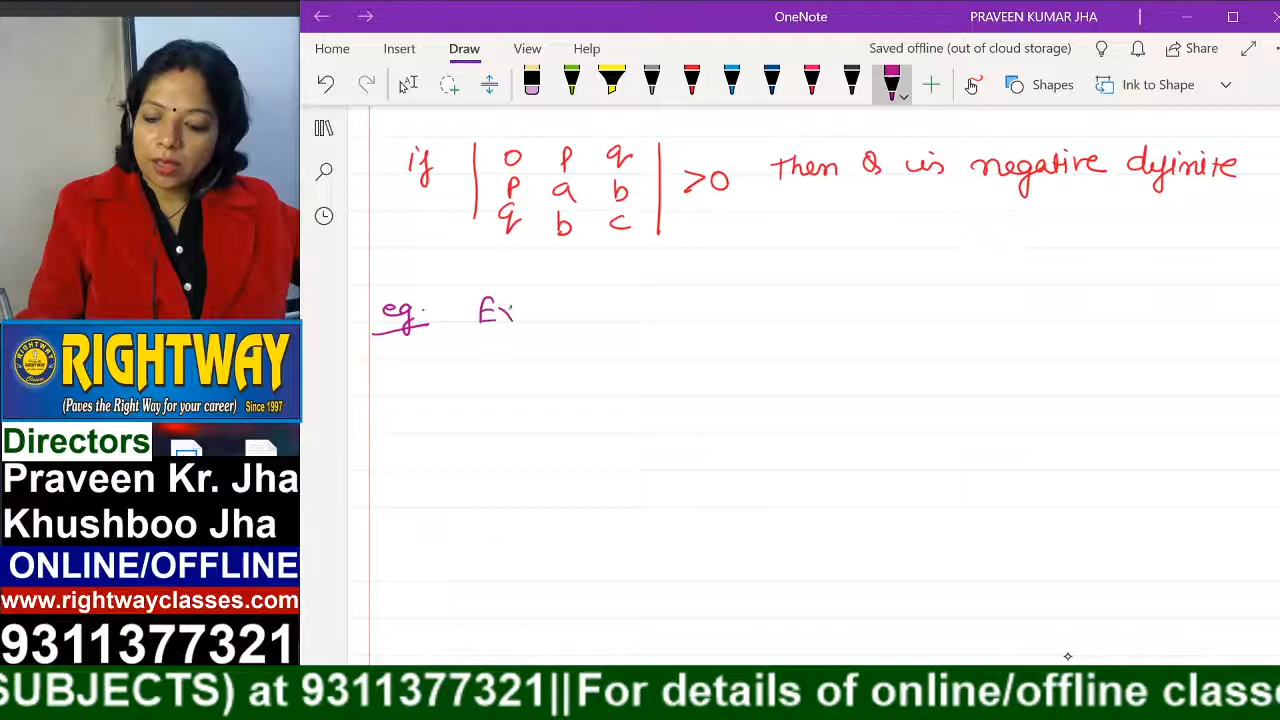 OneNote
PRAVEEN KUMAR JHA
Home Insert Draw View Help
Saved offline (out of cloud storage)
Share
Shapes
Ink to Shape
if | 0 p q | > 0 then Q is negative dyinite
p a b
q b c
eg. Ex
RIGHTWAY
RIGHTWAY
Classes
(Paves the Right Way for your career) Since 1997
Directors
Praveen Kr. Jha
Khushboo Jha
ONLINE/OFFLINE
www.rightwayclasses.com
9311377321
SUBJECTS) at 9311377321||For details of online/offline classe